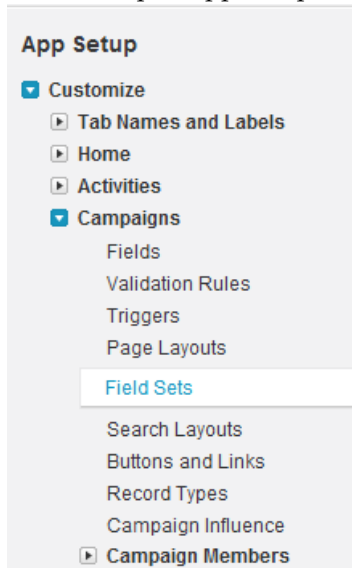 App Setup
Customize
Tab Names and Labels
Home
Activities
Campaigns
Fields
Validation Rules
Triggers
Page Layouts
Field Sets
Search Layouts
Buttons and Links
Record Types
Campaign Influence
Campaign Members